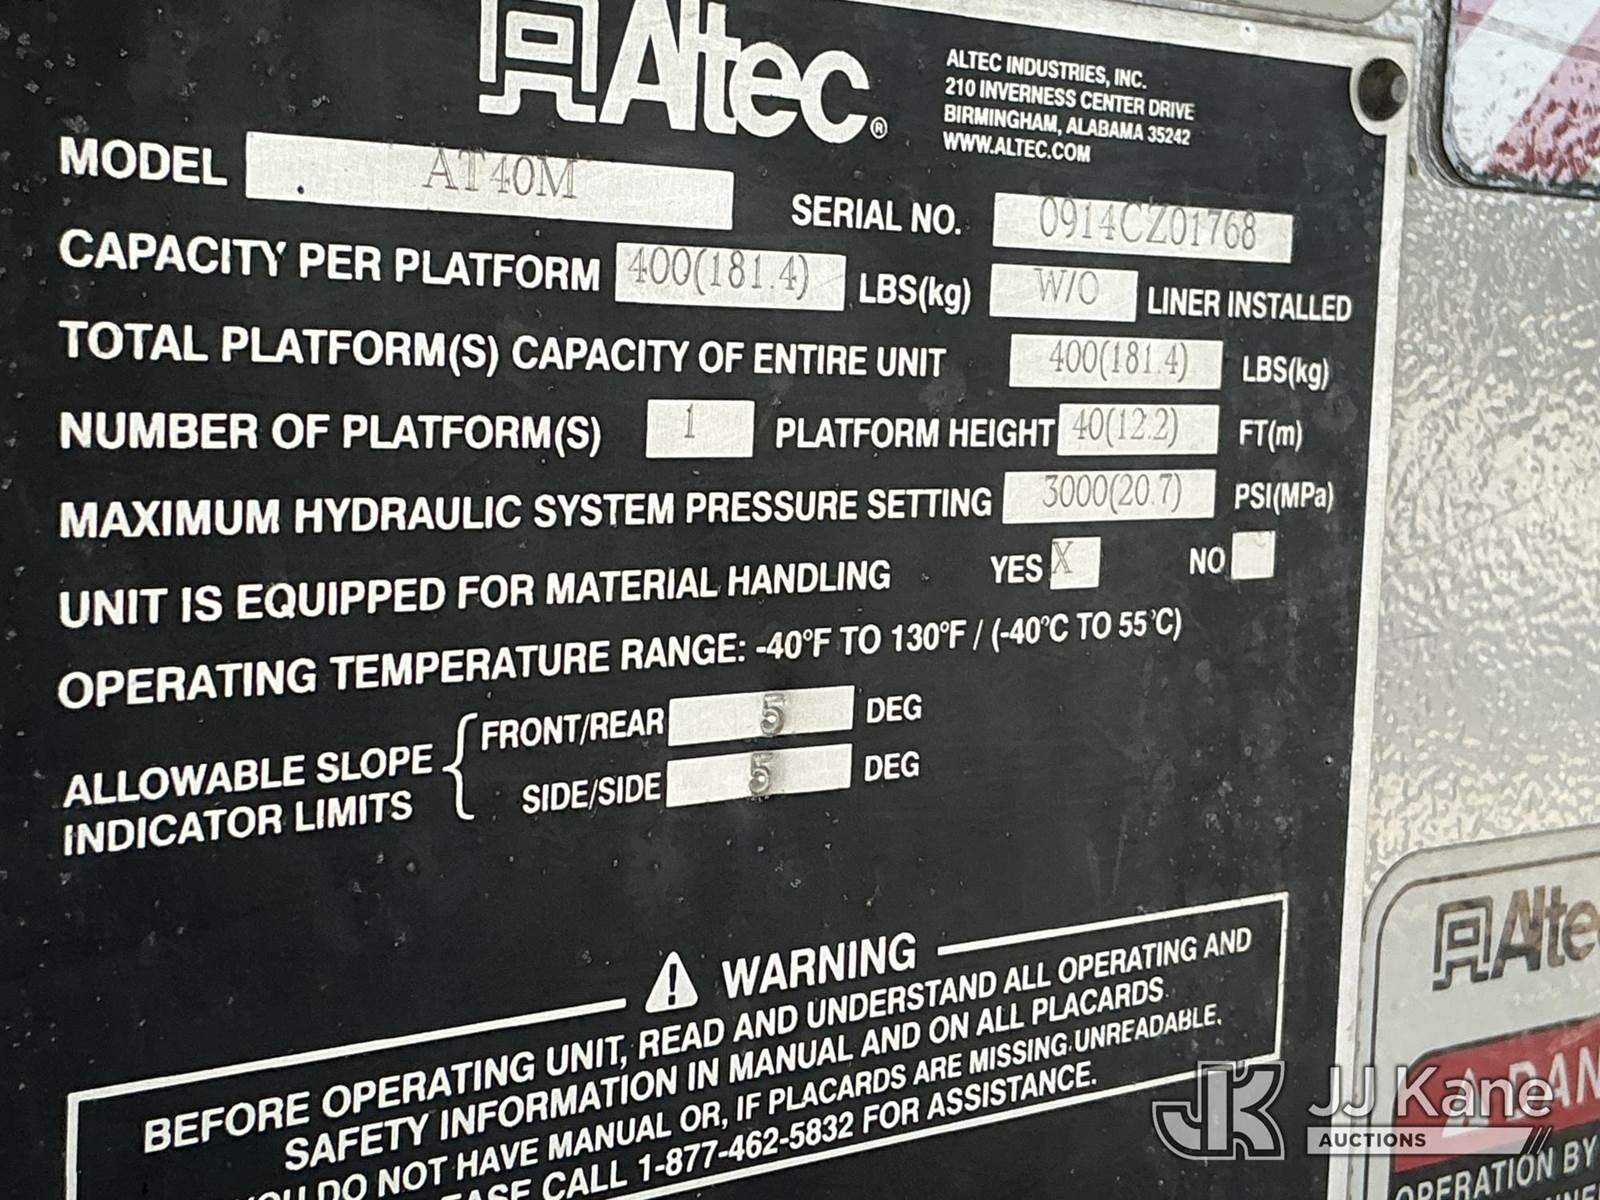 Altec®
ALTEC INDUSTRIES, INC.
210 INVERNESS CENTER DRIVE
BIRMINGHAM, ALABAMA 35242
WWW.ALTEC.COM
MODEL AT40M
SERIAL NO. 0914CZ01768
CAPACITY PER PLATFORM 400(181.4) LBS(kg) W/O LINER INSTALLED
TOTAL PLATFORM(S) CAPACITY OF ENTIRE UNIT 400(181.4) LBS(kg)
NUMBER OF PLATFORM(S) 1 PLATFORM HEIGHT 40(12.2) FT(m)
MAXIMUM HYDRAULIC SYSTEM PRESSURE SETTING 3000(20.7) PSI(MPa)
UNIT IS EQUIPPED FOR MATERIAL HANDLING YES X NO
OPERATING TEMPERATURE RANGE: -40°F TO 130°F / (-40°C TO 55°C)
ALLOWABLE SLOPE INDICATOR LIMITS
FRONT/REAR 5 DEG
SIDE/SIDE 5 DEG
WARNING
BEFORE OPERATING UNIT, READ AND UNDERSTAND ALL OPERATING AND
SAFETY INFORMATION IN MANUAL AND ON ALL PLACARDS.
YOU DO NOT HAVE MANUAL OR, IF PLACARDS ARE MISSING UNREADABLE,
CALL 1-877-462-5832 FOR ASSISTANCE.
Alte
DAN
OPERATION BY
JJ Kane
AUCTIONS